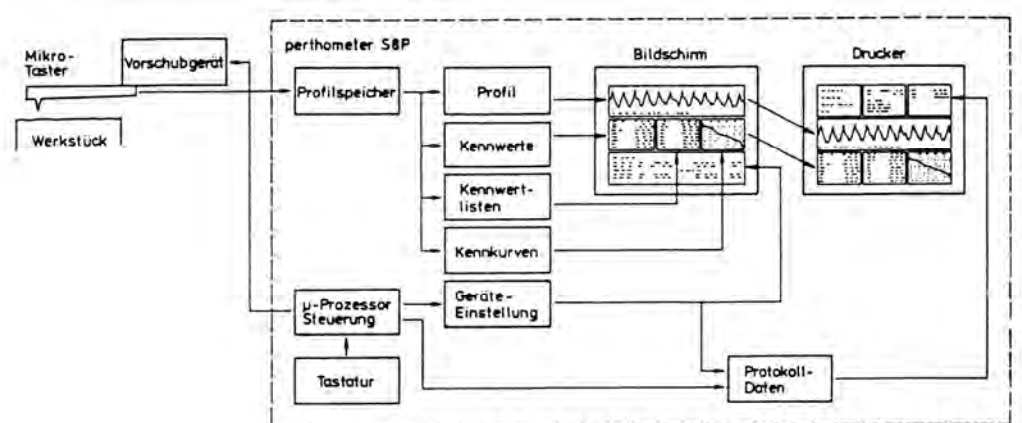 perthometer S8P
Mikro-
Taster
Vorschubgerät
Werkstück
Profilspeicher
Profil
Kennwerte
Kennwert-
listen
Kennkurven
Bildschirm
Drucker
µ-Prozessor
Steuerung
Geräte-
Einstellung
Tastatur
Protokoll-
Daten